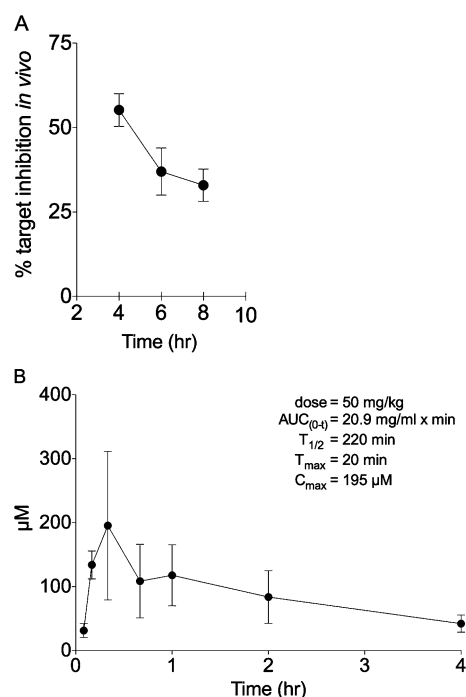 A
75
50
25
0
% target inhibition in vivo
2 4 6 8 10
Time (hr)
B
400
300
200
100
0
µM
dose = 50 mg/kg
AUC(0-t) = 20.9 mg/ml x min
T1/2 = 220 min
Tmax = 20 min
Cmax = 195 µM
0 1 2 3 4
Time (hr)